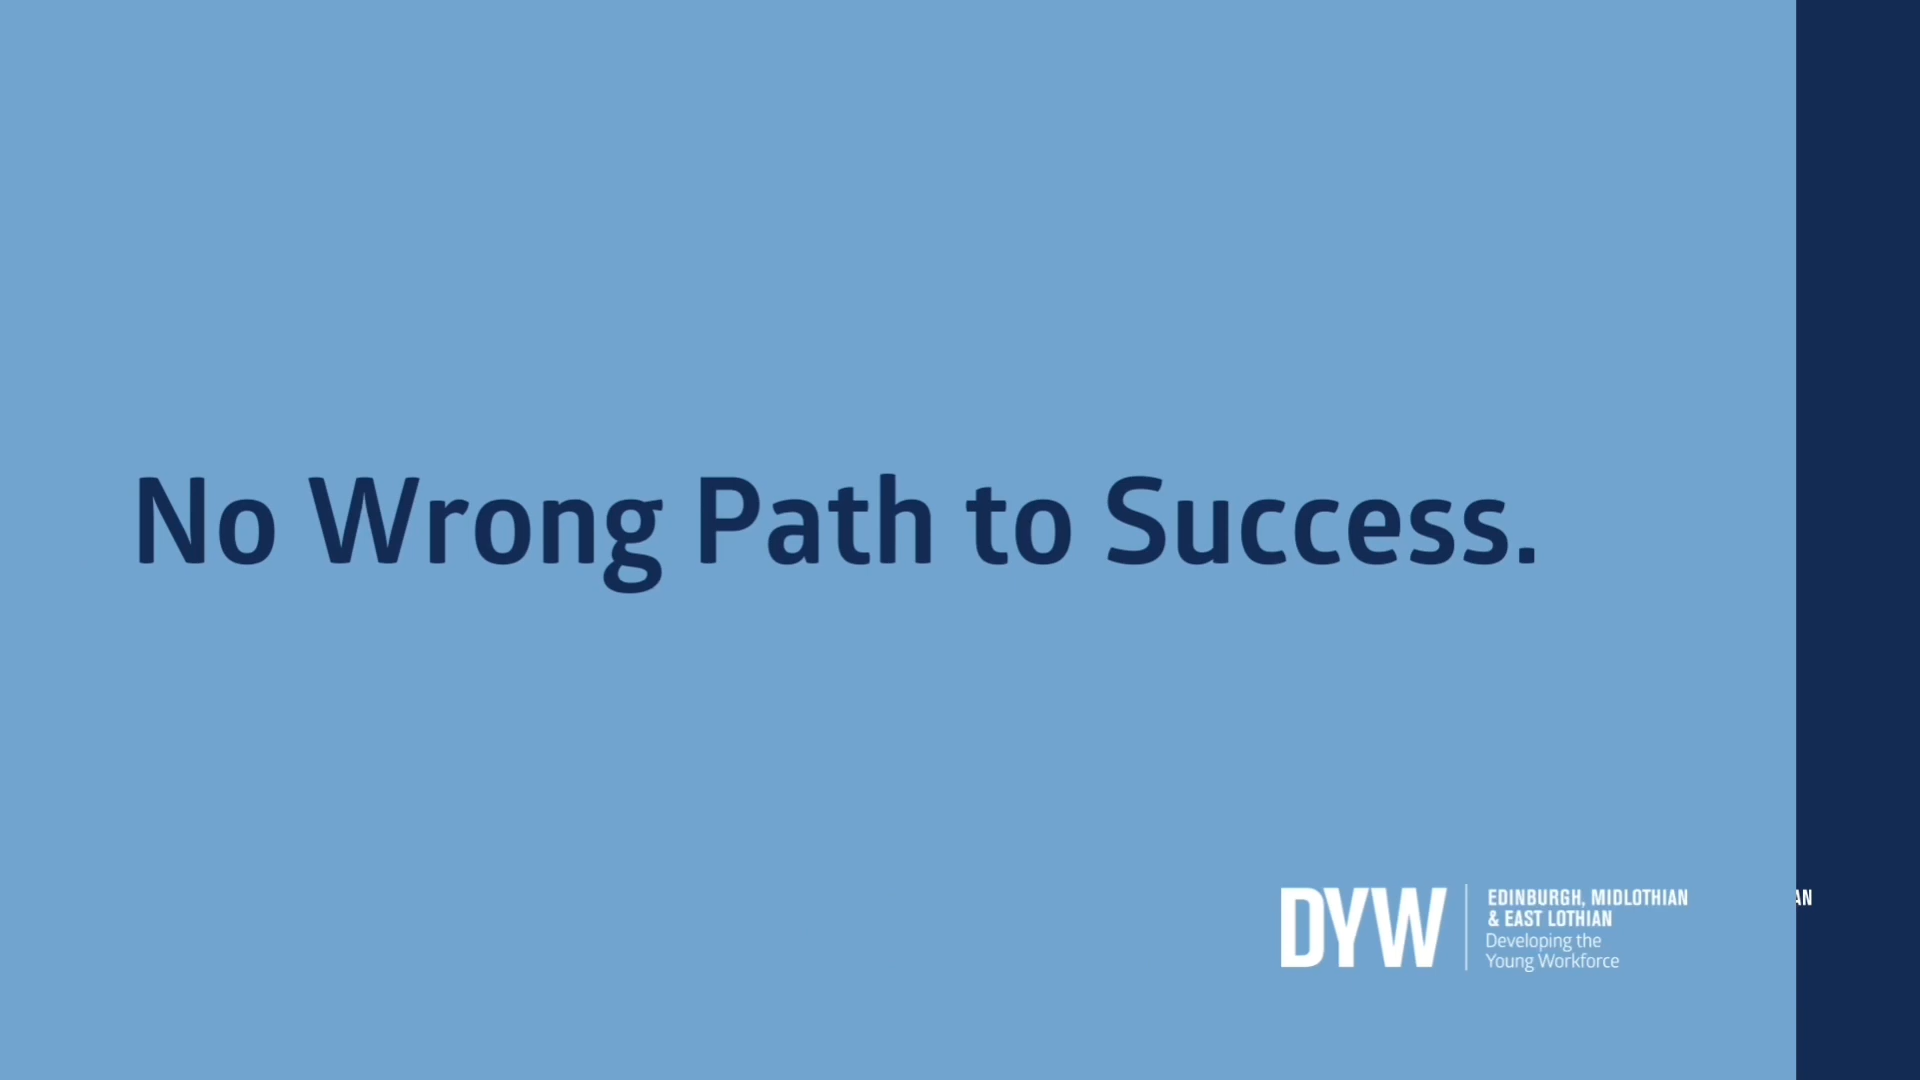 No Wrong Path to Success.
DYW
EDINBURGH, MIDLOTHIAN
& EAST LOTHIAN
Developing the
Young Workforce
AN